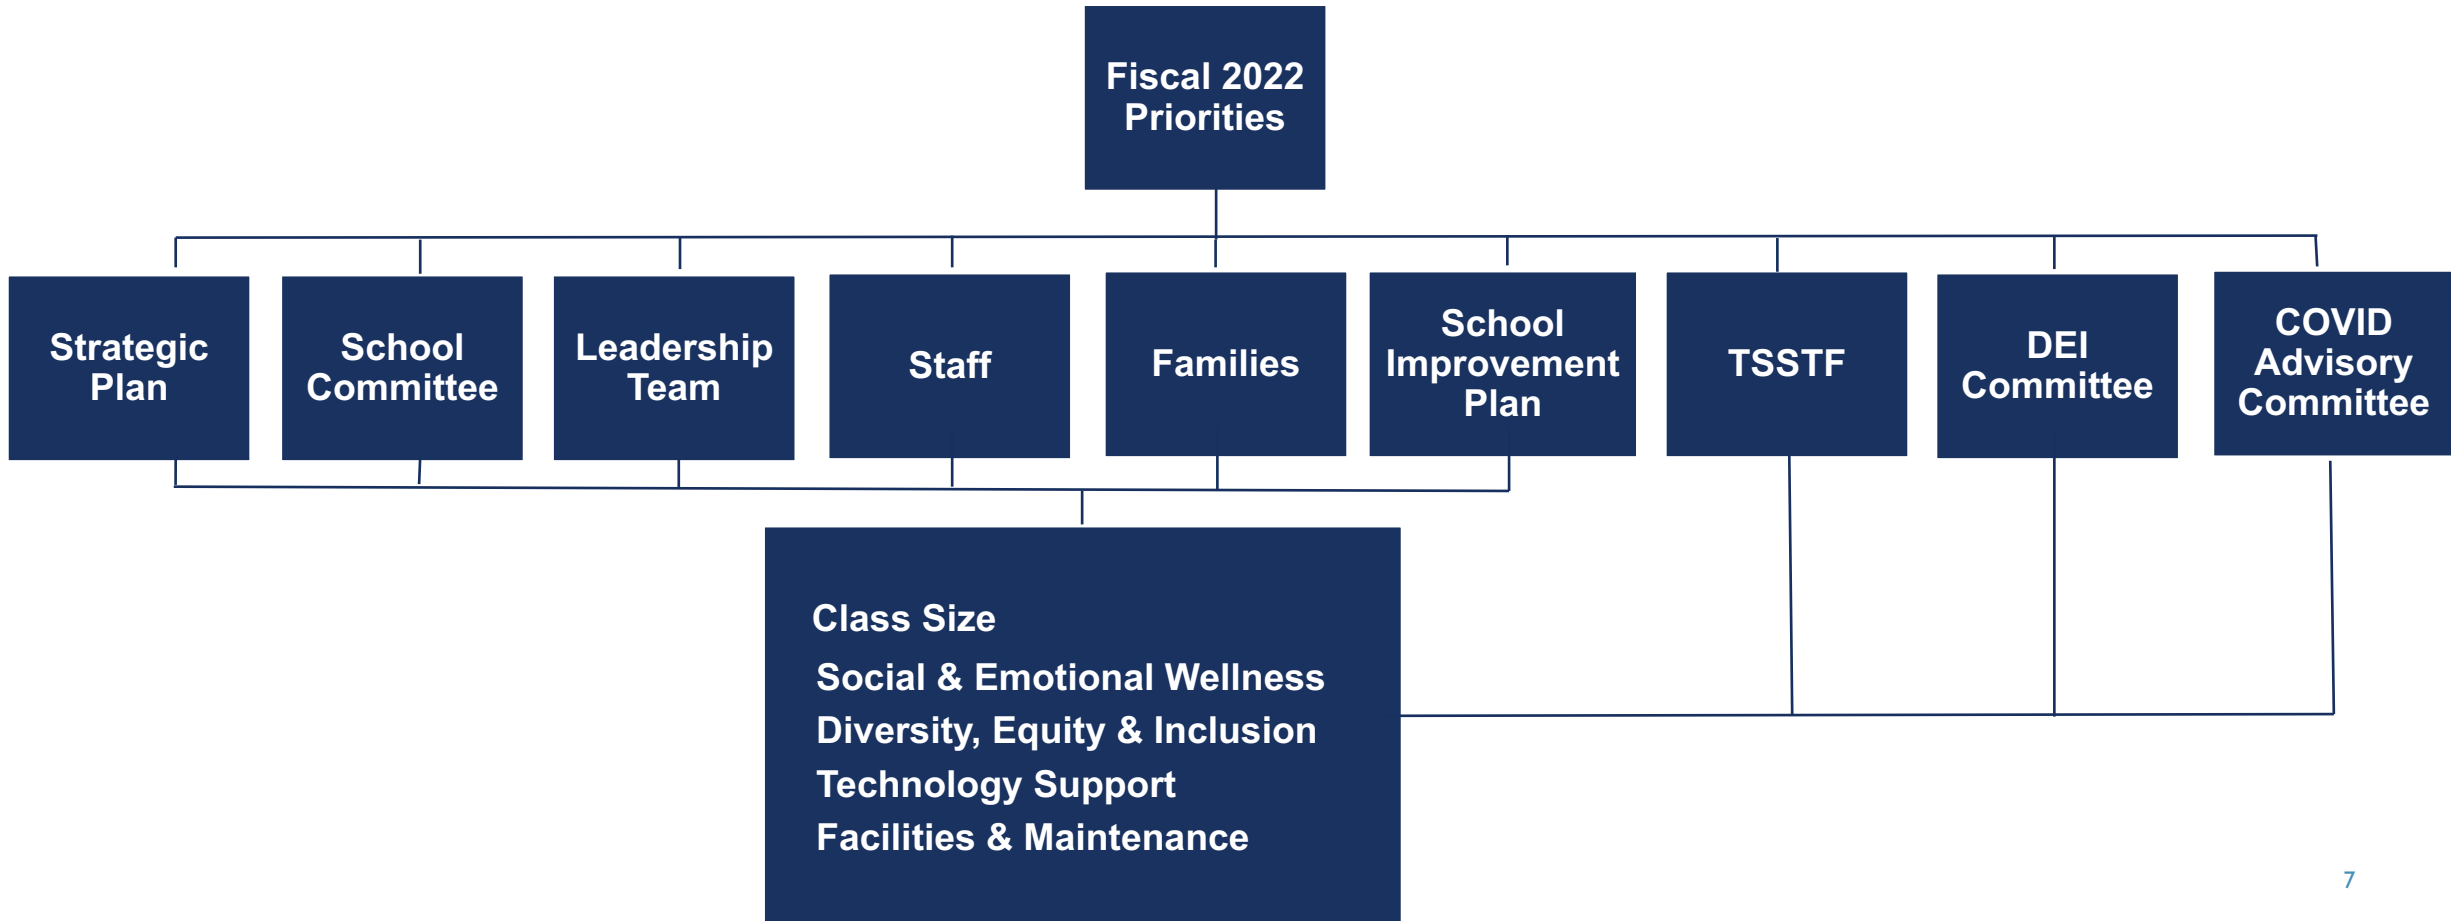 Fiscal 2022
Priorities
Strategic
Plan
School
Committee
Leadership
Team
Staff
Families
School
Improvement
Plan
TSSTF
DEI
Committee
COVID
Advisory
Committee
Class Size
Social & Emotional Wellness
Diversity, Equity & Inclusion
Technology Support
Facilities & Maintenance
7